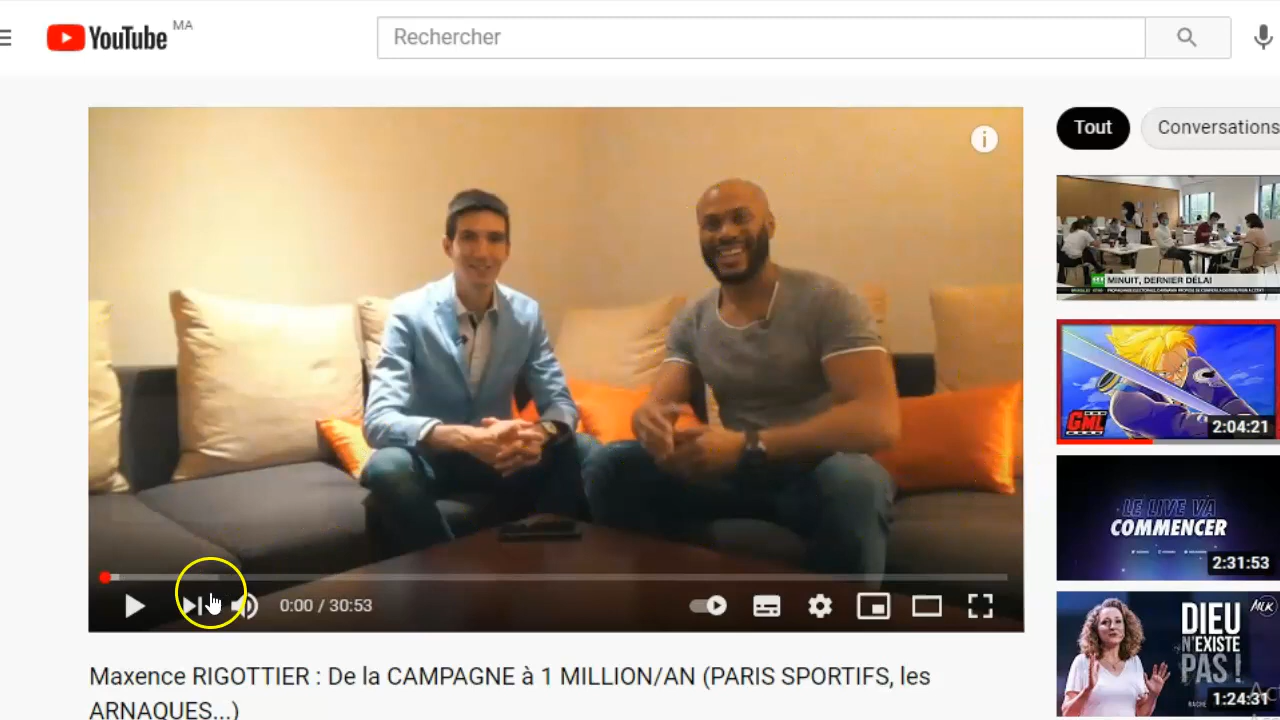 YouTube MA
Rechercher
i
0:00 / 30:53
Maxence RIGOTTIER : De la CAMPAGNE à 1 MILLION/AN (PARIS SPORTIFS, les
ARNAQUES...)
Tout
Conversations
MINUIT, DERNIER DÉLAI
GML
2:04:21
LE LIVE VA
COMMENCER
2:31:53
DIEU
N'EXISTE
PAS !
MLK
1:24:31